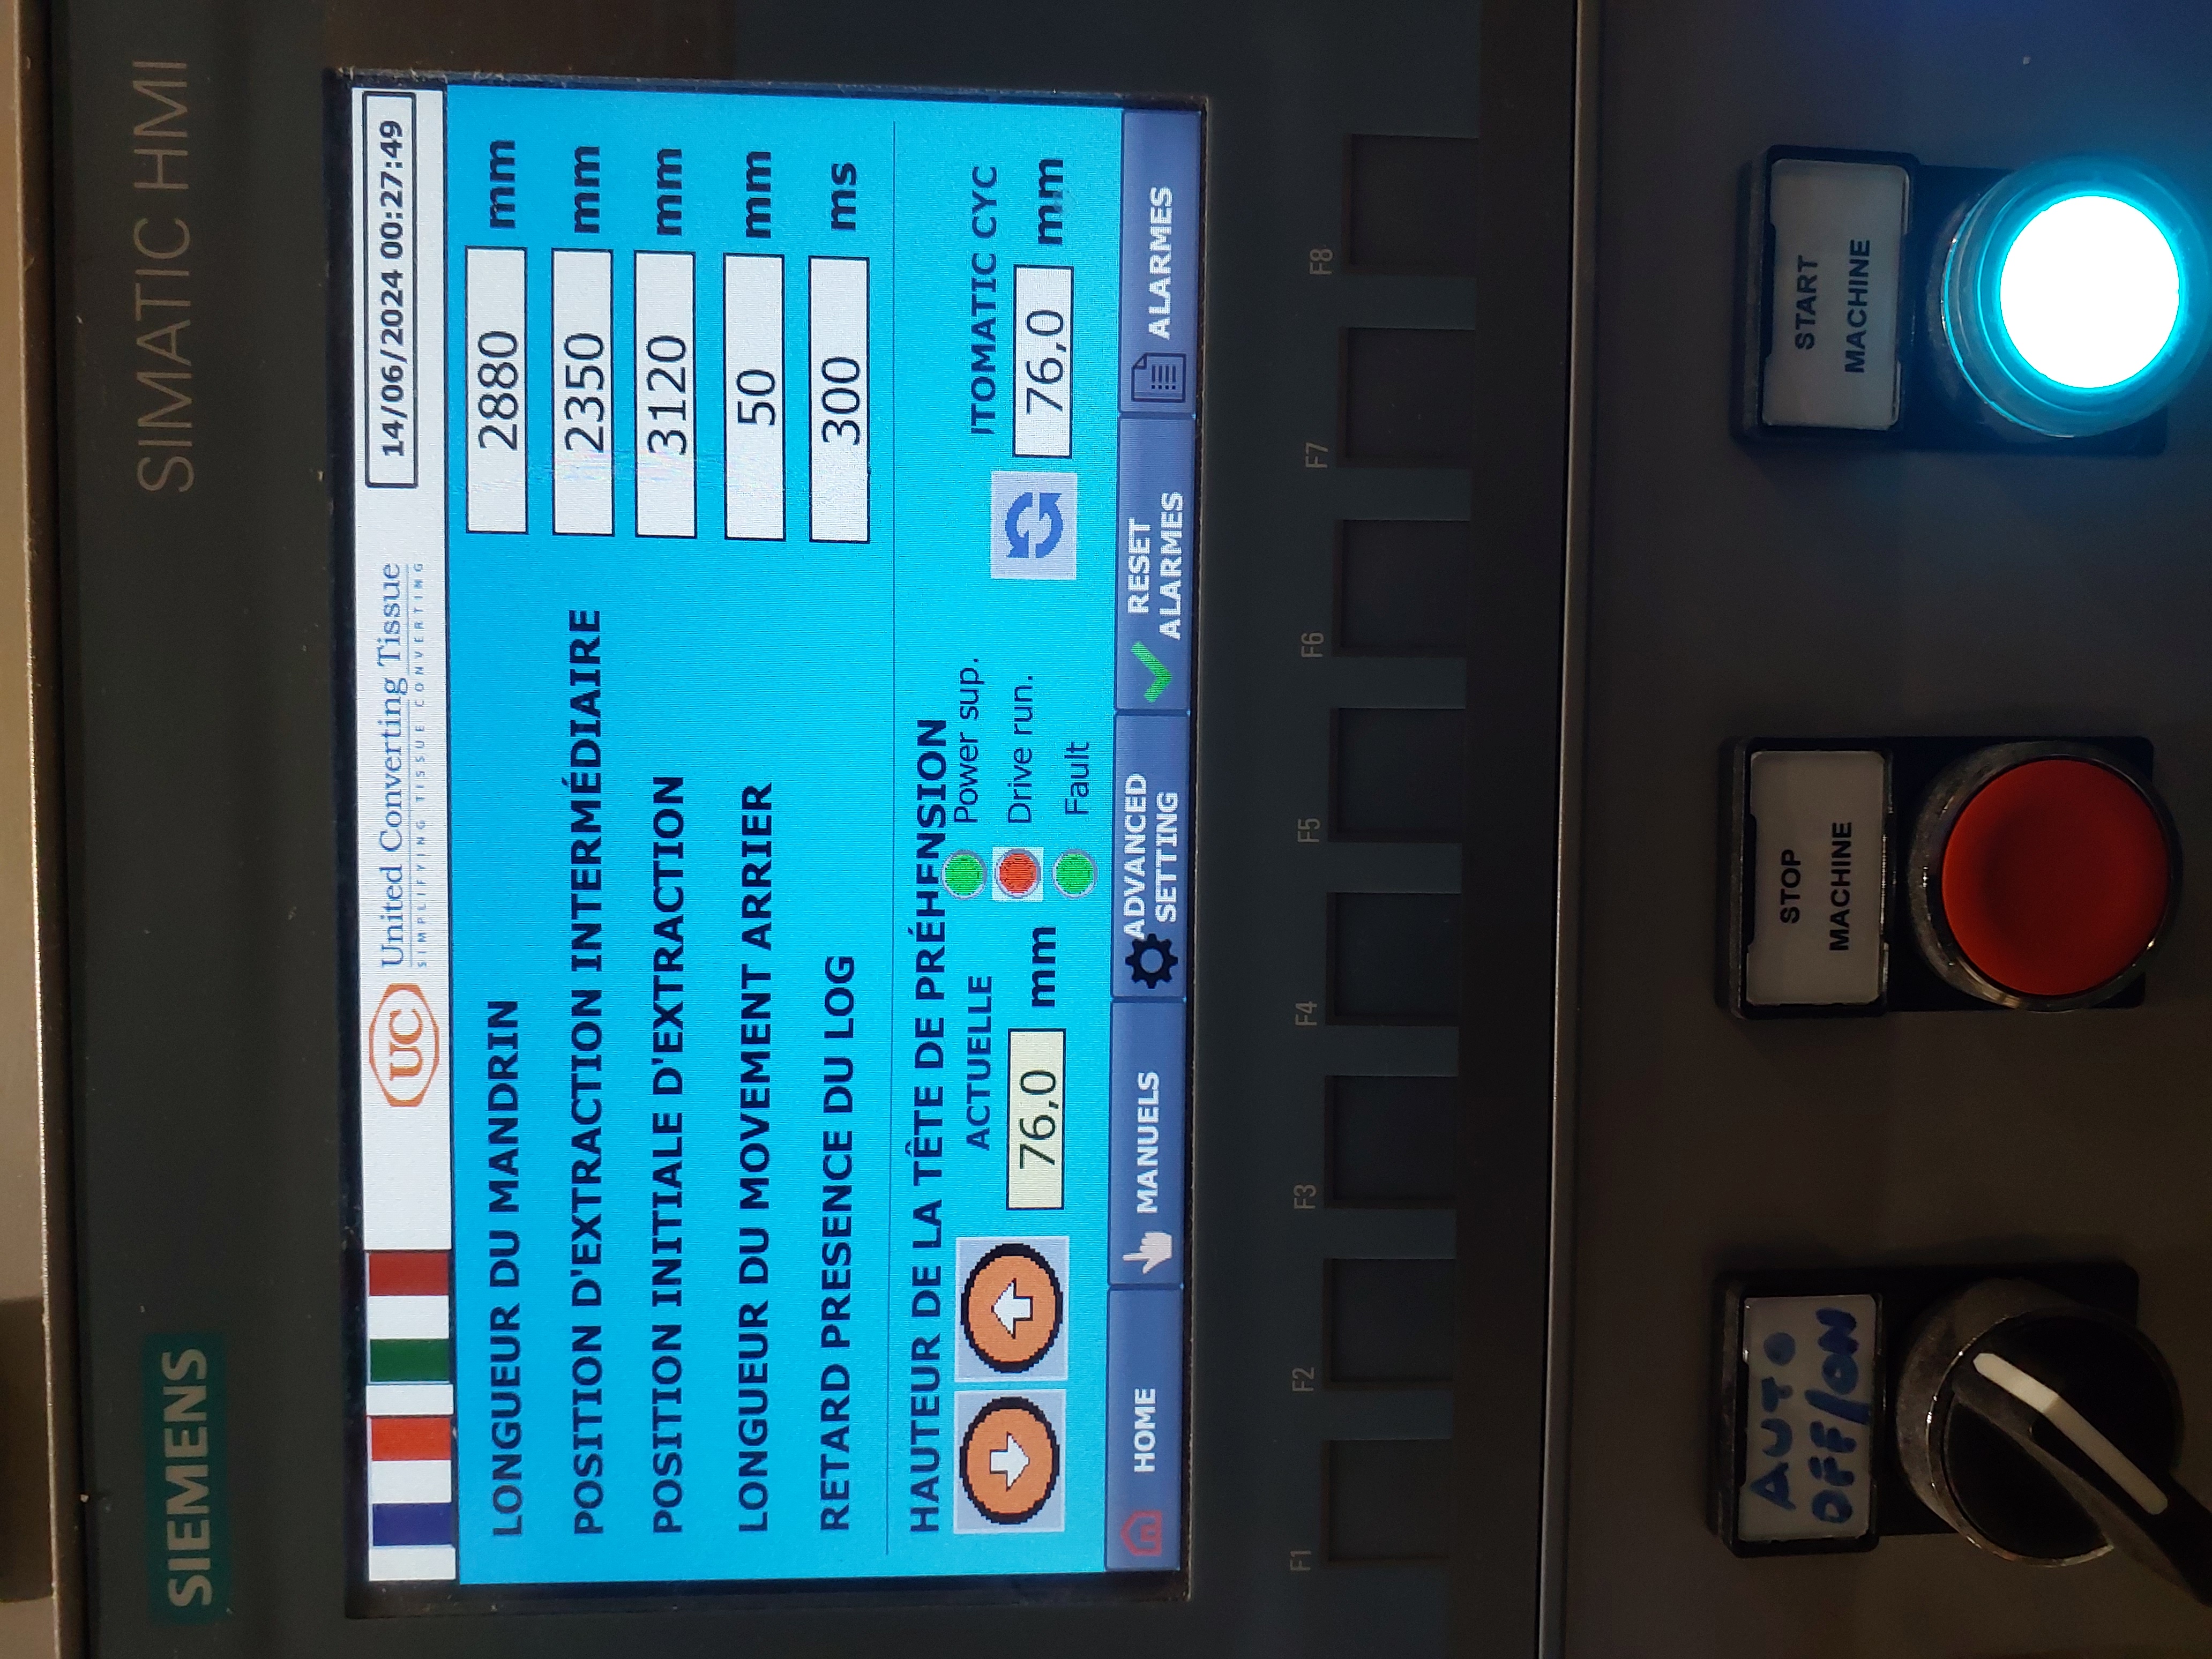 SIEMENS
SIMATIC HMI
UC United Converting Tissue
SIMPLIFYING TISSUE CONVERTING
14/06/2024 00:27:49
LONGUEUR DU MANDRIN 2880 mm
POSITION D'EXTRACTION INTERMÉDIAIRE 2350 mm
POSITION INITIALE D'EXTRACTION 3120 mm
LONGUEUR DU MOVEMENT ARRIER 50 mm
RETARD PRESENCE DU LOG 300 ms
HAUTEUR DE LA TÊTE DE PRÉHENSION
ACTUELLE
76,0 mm
Power sup.
Drive run.
Fault
ITOMATIC CYC
76,0 mm
HOME
MANUELS
ADVANCED
SETTING
RESET
ALARMES
ALARMES
F1 F2 F3 F4 F5 F6 F7 F8
AUTO
OFF/ON
STOP
MACHINE
START
MACHINE